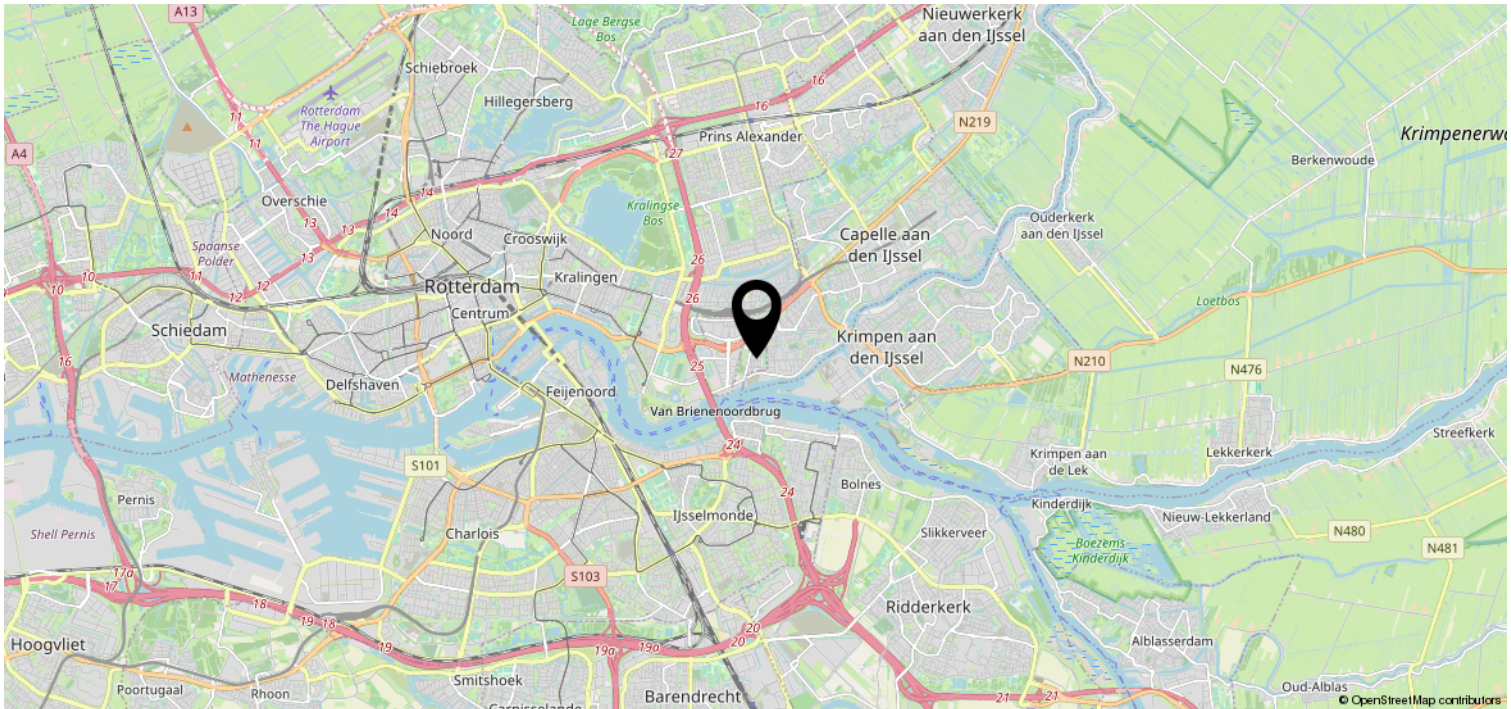 A13
Lage Bergse
Bos
Nieuwerkerk
aan den IJssel
Schiebroek
16
16
Hillegersberg
Rotterdam
The Hague
Airport
11
11
N219
Prins Alexander
Krimpenerwa
A4
27
Berkenwoude
14
Overschie
14
13
13
Kralingse
Bos
Ouderkerk
aan den IJssel
Spaanse
Polder
Noord
Crooswijk
Capelle aan
den IJssel
26
10
10
11
12
12
Kralingen
Rotterdam
26
Loetbos
Centrum
Schiedam
Krimpen aan
den IJssel
16
25
N210
N476
Mathenesse
Delfshaven
Feijenoord
Van Brienenoordbrug
24
Streefkerk
Krimpen aan
de Lek
Lekkerkerk
S101
24
Bolnes
Pernis
Kinderdijk
IJsselmonde
Nieuw-Lekkerland
Shell Pernis
Charlois
Slikkerveer
N480
N481
Boezems
Kinderdijk
17a
17
S103
18
19
18
Ridderkerk
20
20
Hoogvliet
19
19a
19a
Alblasserdam
Poortugaal
Rhoon
Smitshoek
Barendrecht
21
21
Oud-Alblas
Carnisselande
© OpenStreetMap contributors